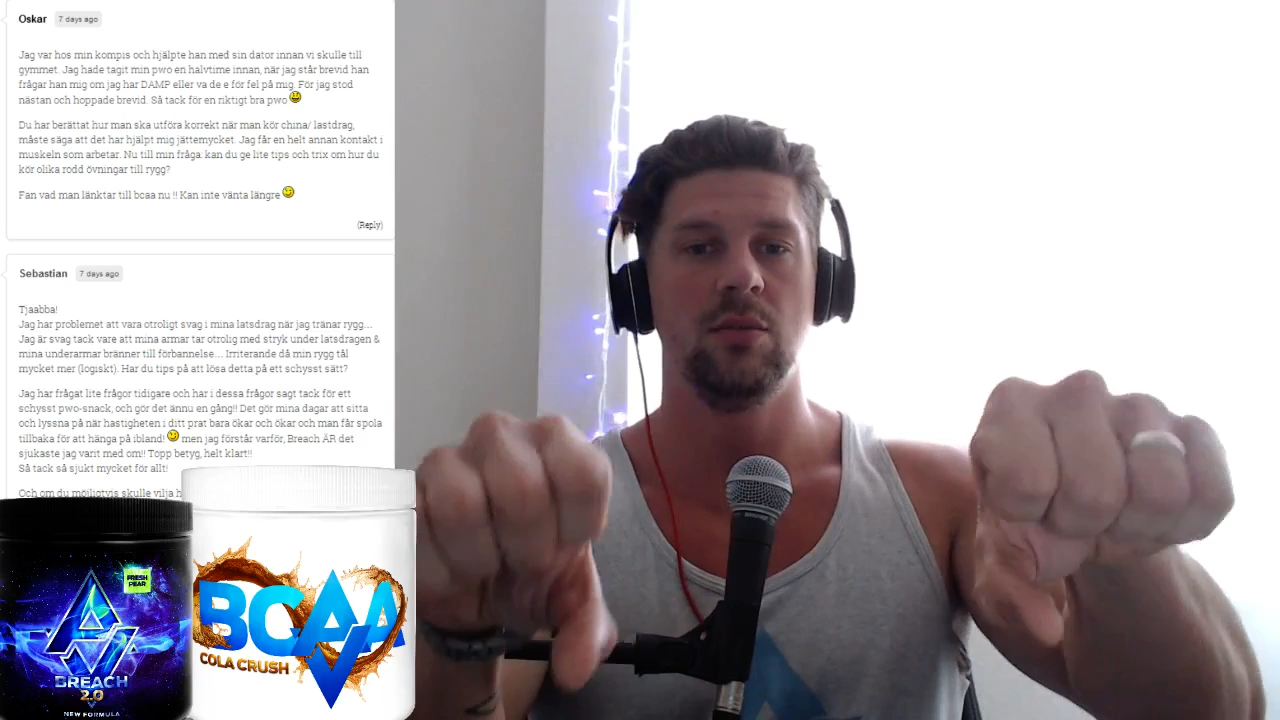 Oskar 7 days ago
Jag var hos min kompis och hjälpte han med sin dator innan vi skulle till
gymmet. Jag hade tagit min pwo en halvtime innan, när jag står brevid han
frågar han mig om jag har DAMP eller va de e för fel på mig. För jag stod
nästan och hoppade brevid. Så tack för en riktigt bra pwo
Du har berättat hur man ska utföra korrekt när man kör china/ lastdrag,
måste säga att det har hjälpt mig jättemycket. Jag får en helt annan kontakt i
muskeln som arbetar. Nu till min fråga: kan du ge lite tips och trix om hur du
kör olika rodd övningar till rygg?
Fan vad man länktar till bcaa nu !! Kan inte vänta längre
(Reply)
Sebastian 7 days ago
Tjaabba!
Jag har problemet att vara otroligt svag i mina latsdrag när jag tränar rygg...
Jag är svag tack vare att mina armar tar otrolig med stryk under latsdragen &
mina underarmar bränner till förbannelse... Irriterande då min rygg tål
mycket mer (logiskt). Har du tips på att lösa detta på ett schysst sätt?
Jag har frågat lite frågor tidigare och har i dessa frågor sagt tack för ett
schysst pwo-snack, och gör det ännu en gång!! Det gör mina dagar att sitta
och lyssna på när hastigheten i ditt prat bara ökar och ökar och man får spola
tillbaka för att hänga på ibland! men jag förstår varför, Breach ÄR det
sjukaste jag varit med om!! Topp betyg, helt klart!!
Så tack så sjukt mycket för allt!
Och om du möjligtvis skulle vilja h
FRESH
PEAR
BREACH
2.0
NEW FORMULA
BCAA
COLA CRUSH